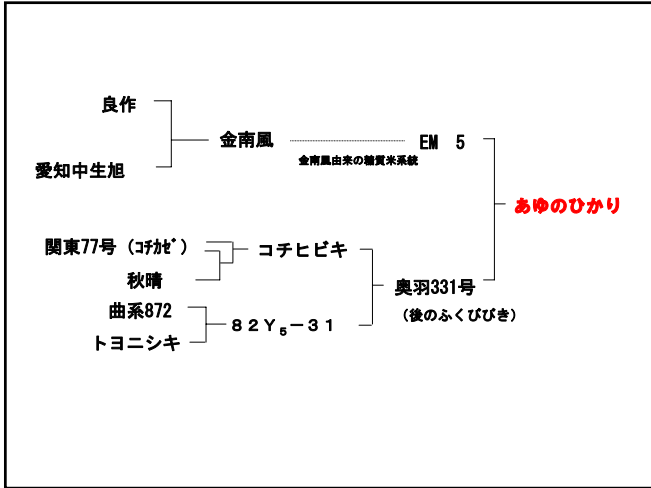 良作
金南風
EM 5
愛知中生旭
金南風由来の糖質米系統
あゆのひかり
関東77号（ｺﾁｶｾﾞ）
コチヒビキ
秋晴
奥羽331号
（後のふくひびき）
曲系872
82Y5-31
トヨニシキ